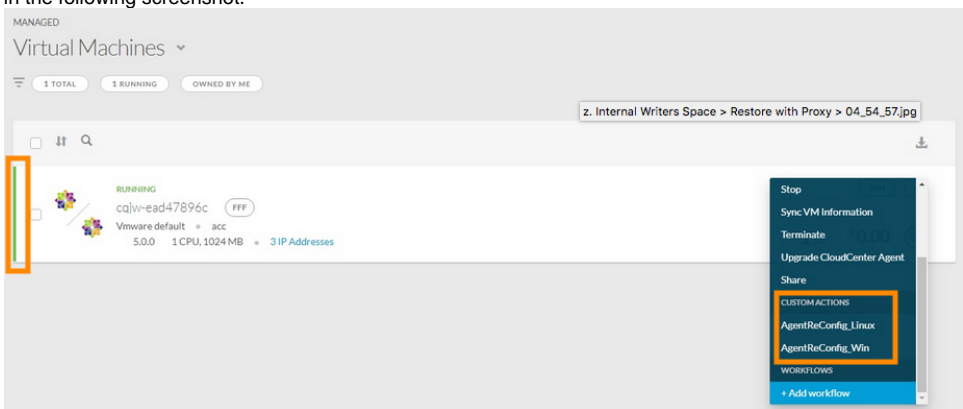 in the following screenshot.
MANAGED
Virtual Machines
1 TOTAL 1 RUNNING OWNED BY ME
z. Internal Writers Space > Restore with Proxy > 04_54_57.jpg
RUNNING
cqjw-ead47896c FFF
Vmware default acc
5.0.0 1 CPU, 1024 MB 3 IP Addresses
Stop
Sync VM Information
Terminate
Upgrade CloudCenter Agent
Share
CUSTOM ACTIONS
AgentReConfig_Linux
AgentReConfig_Win
WORKFLOWS
+ Add workflow